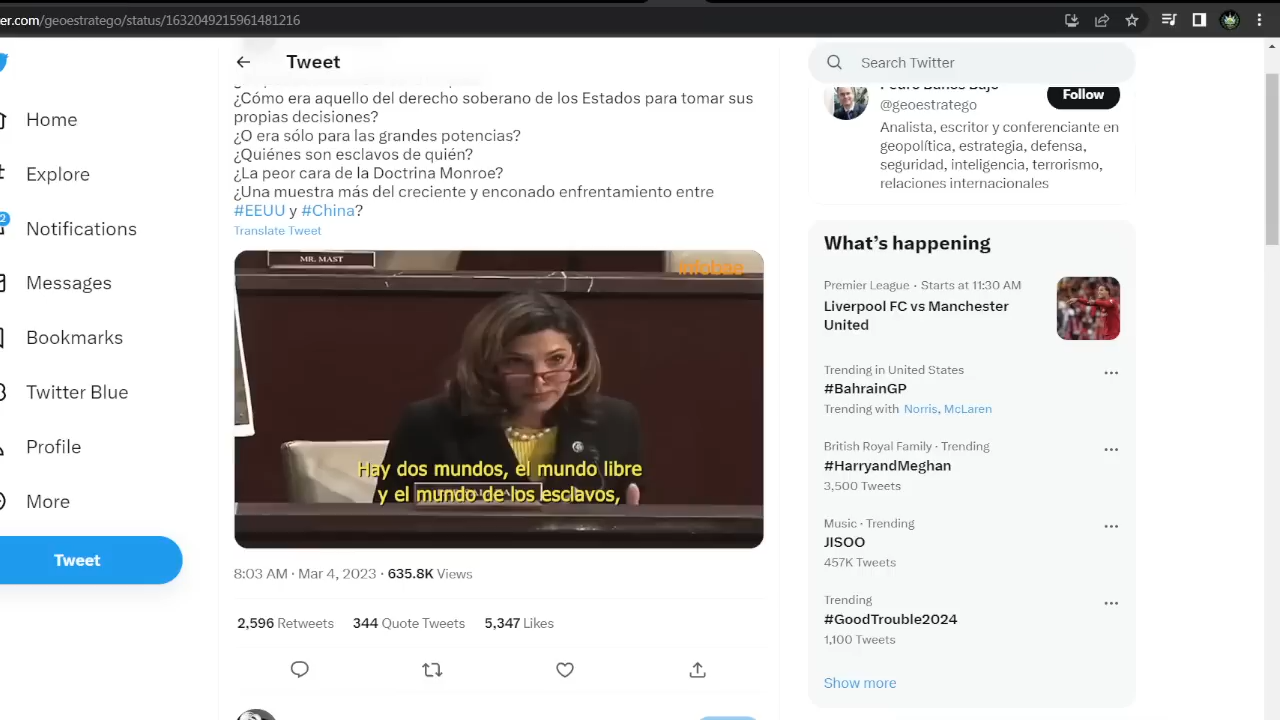 er.com/geoestratego/status/1632049215961481216
Tweet
Search Twitter
Home
Explore
2
Notifications
Messages
Bookmarks
Twitter Blue
Profile
More
Tweet
¿Cómo era aquello del derecho soberano de los Estados para tomar sus
propias decisiones?
¿O era sólo para las grandes potencias?
¿Quiénes son esclavos de quién?
¿La peor cara de la Doctrina Monroe?
¿Una muestra más del creciente y enconado enfrentamiento entre
#EEUU y #China?
Translate Tweet
MR. MAST
infobae
Hay dos mundos, el mundo libre
y el mundo de los esclavos,
8:03 AM · Mar 4, 2023 · 635.8K Views
2,596 Retweets 344 Quote Tweets 5,347 Likes
@geoestratego
Follow
Analista, escritor y conferenciante en
geopolítica, estrategia, defensa,
seguridad, inteligencia, terrorismo,
relaciones internacionales
What's happening
Premier League · Starts at 11:30 AM
Liverpool FC vs Manchester
United
Trending in United States
#BahrainGP
Trending with Norris, McLaren
British Royal Family · Trending
#HarryandMeghan
3,500 Tweets
Music · Trending
JISOO
457K Tweets
Trending
#GoodTrouble2024
1,100 Tweets
Show more